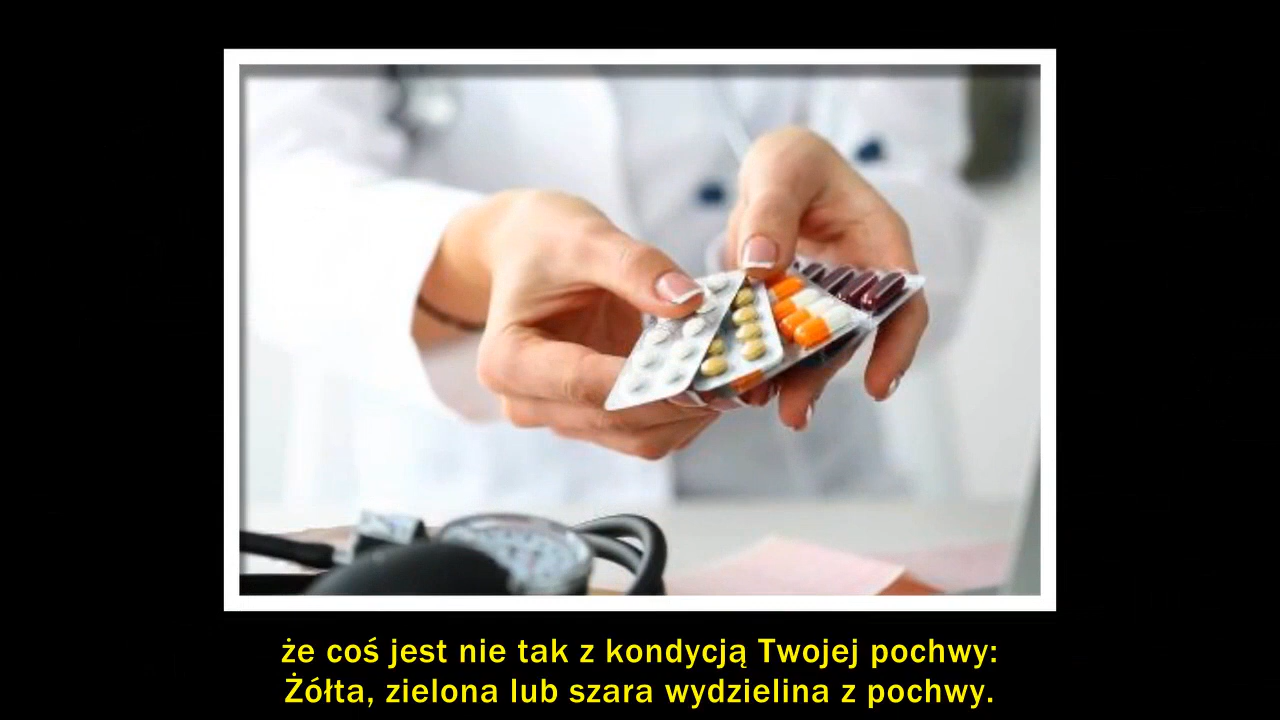 że coś jest nie tak z kondycją Twojej pochwy:
Żółta, zielona lub szara wydzielina z pochwy.